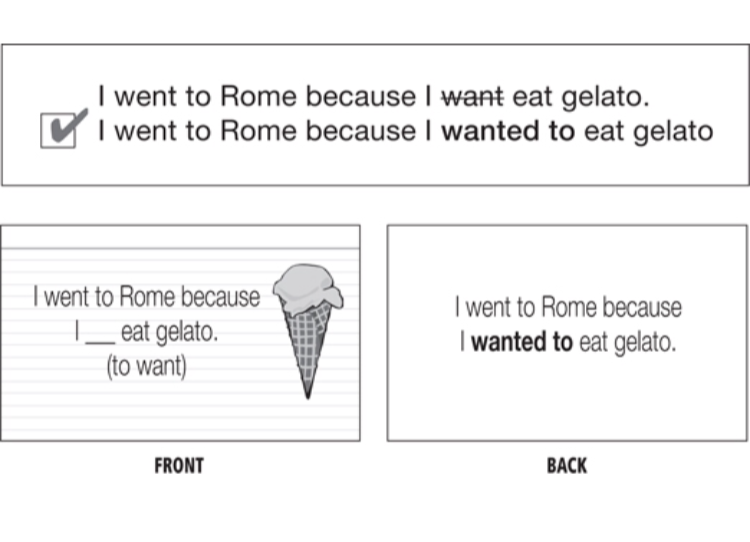 I went to Rome because I want eat gelato.
I went to Rome because I wanted to eat gelato
I went to Rome because
I __ eat gelato.
(to want)
FRONT
I went to Rome because
I wanted to eat gelato.
BACK